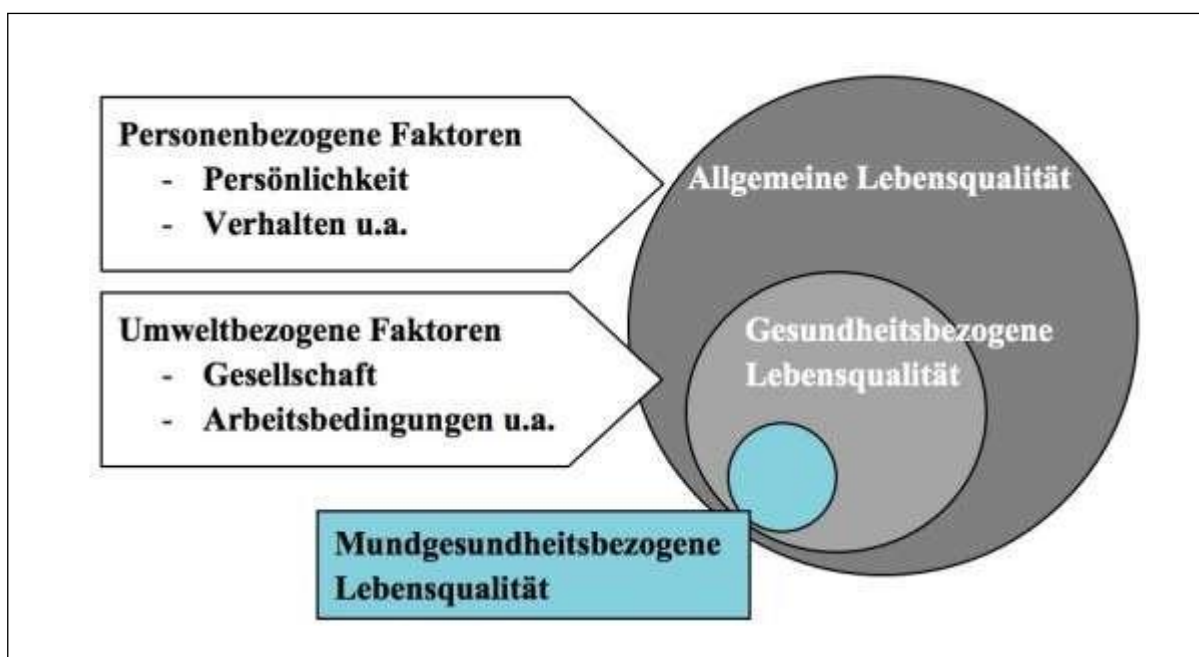 Personenbezogene Faktoren
- Persönlichkeit
- Verhalten u.a.
Umweltbezogene Faktoren
- Gesellschaft
- Arbeitsbedingungen u.a.
Mundgesundheitsbezogene
Lebensqualität
Allgemeine Lebensqualität
Gesundheitsbezogene
Lebensqualität